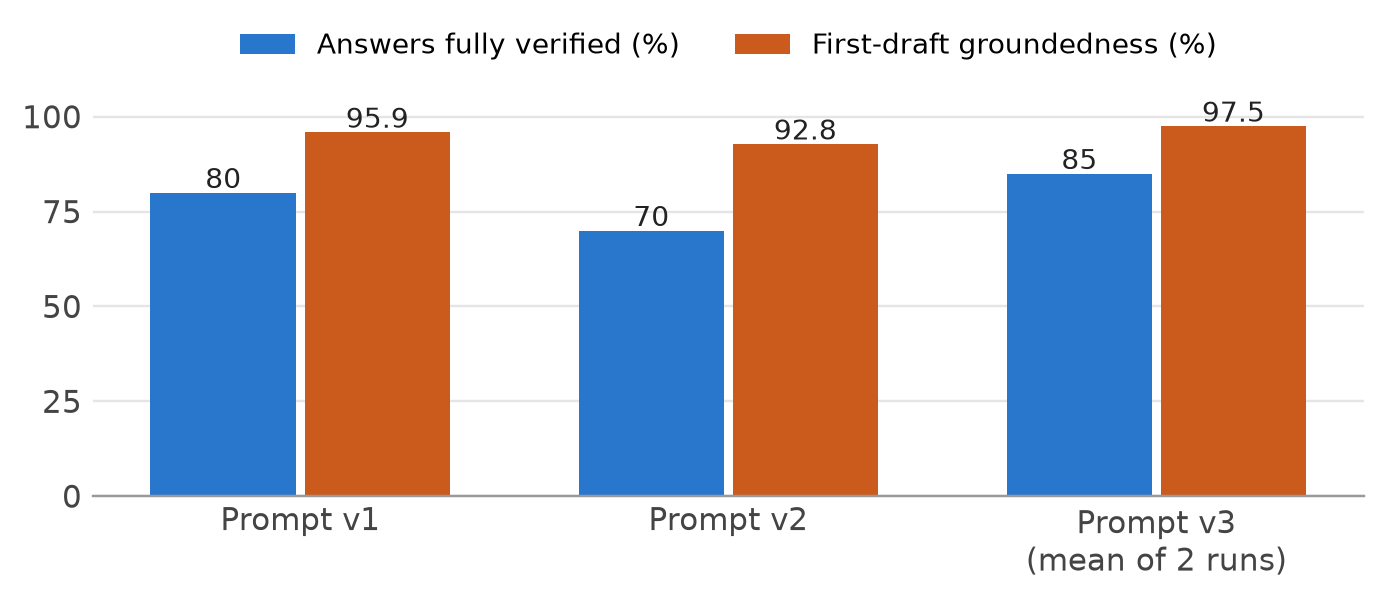 Answers fully verified (%) First-draft groundedness (%)
100
75
50
25
0
80
95.9
70
92.8
85
97.5
Prompt v1
Prompt v2
Prompt v3
(mean of 2 runs)